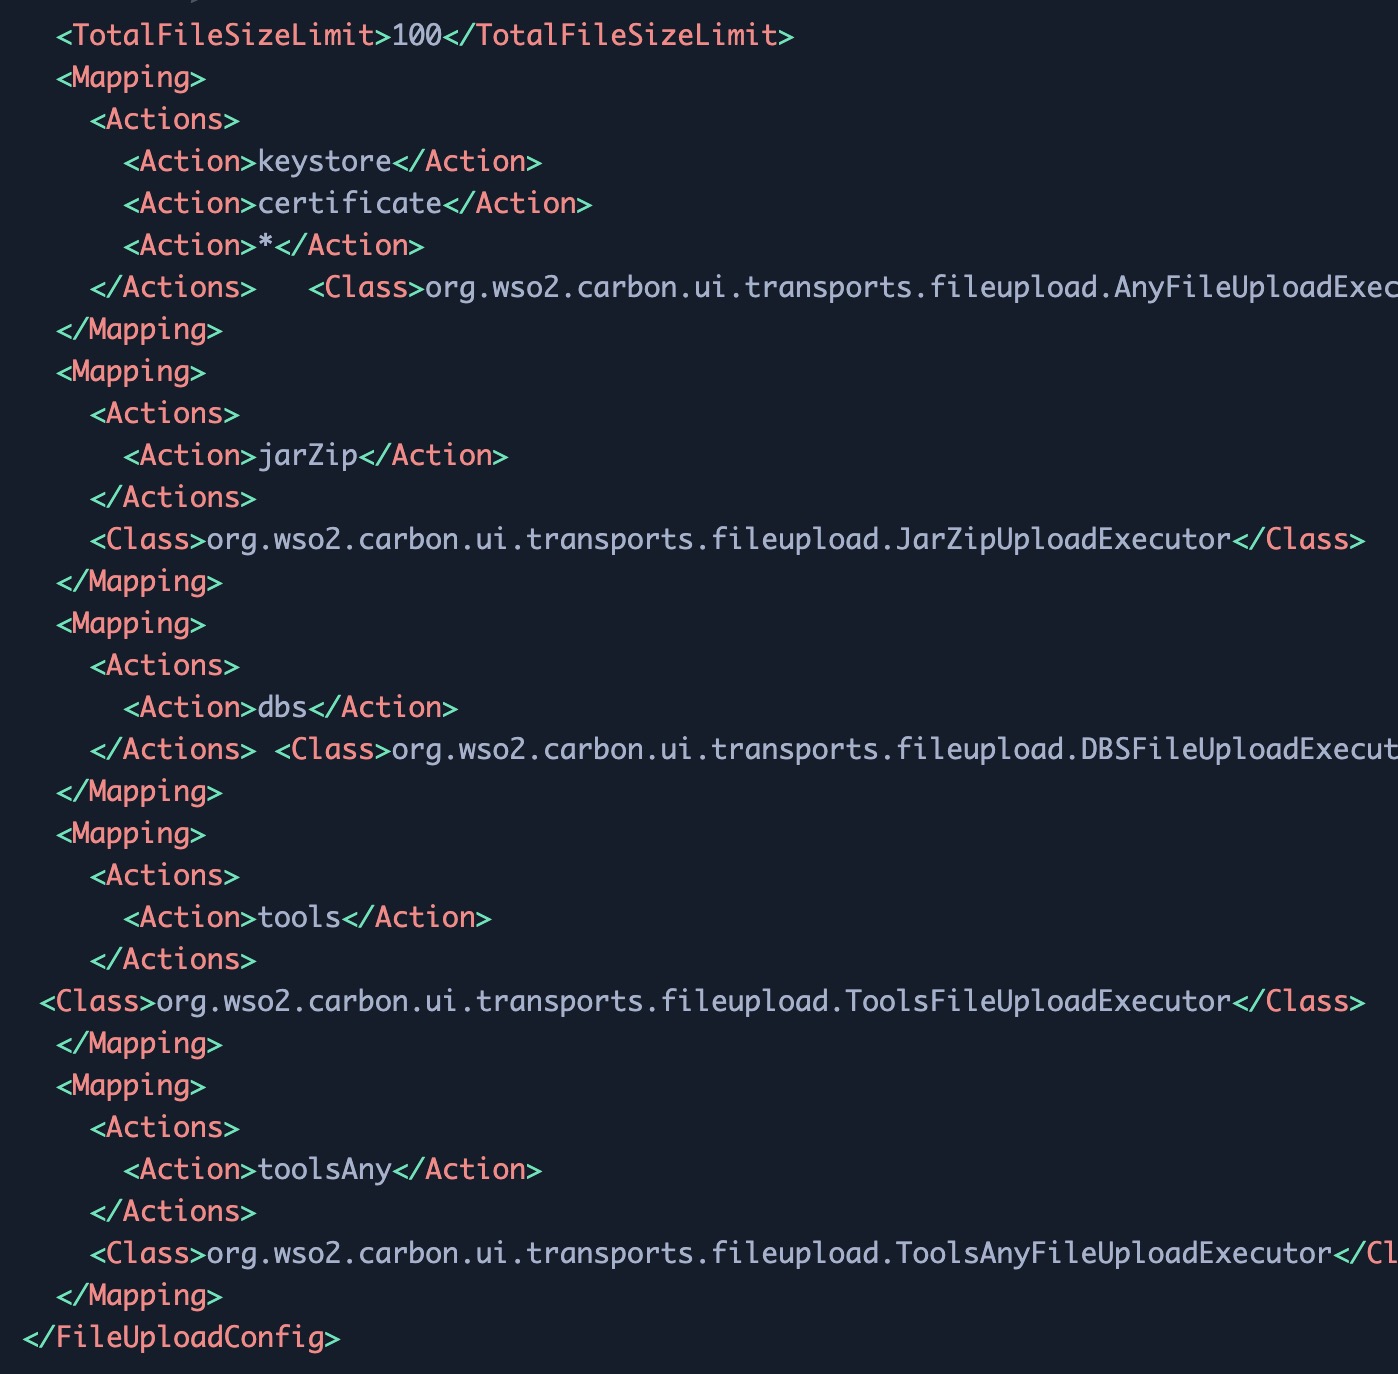 <TotalFileSizeLimit>100</TotalFileSizeLimit>
<Mapping>
<Actions>
<Action>keystore</Action>
<Action>certificate</Action>
<Action>*</Action>
</Actions> <Class>org.wso2.carbon.ui.transports.fileupload.AnyFileUploadExec
</Mapping>
<Mapping>
<Actions>
<Action>jarZip</Action>
</Actions>
<Class>org.wso2.carbon.ui.transports.fileupload.JarZipUploadExecutor</Class>
</Mapping>
<Mapping>
<Actions>
<Action>dbs</Action>
</Actions> <Class>org.wso2.carbon.ui.transports.fileupload.DBSFileUploadExecut
</Mapping>
<Mapping>
<Actions>
<Action>tools</Action>
</Actions>
<Class>org.wso2.carbon.ui.transports.fileupload.ToolsFileUploadExecutor</Class>
</Mapping>
<Mapping>
<Actions>
<Action>toolsAny</Action>
</Actions>
<Class>org.wso2.carbon.ui.transports.fileupload.ToolsAnyFileUploadExecutor</Cl
</Mapping>
</FileUploadConfig>